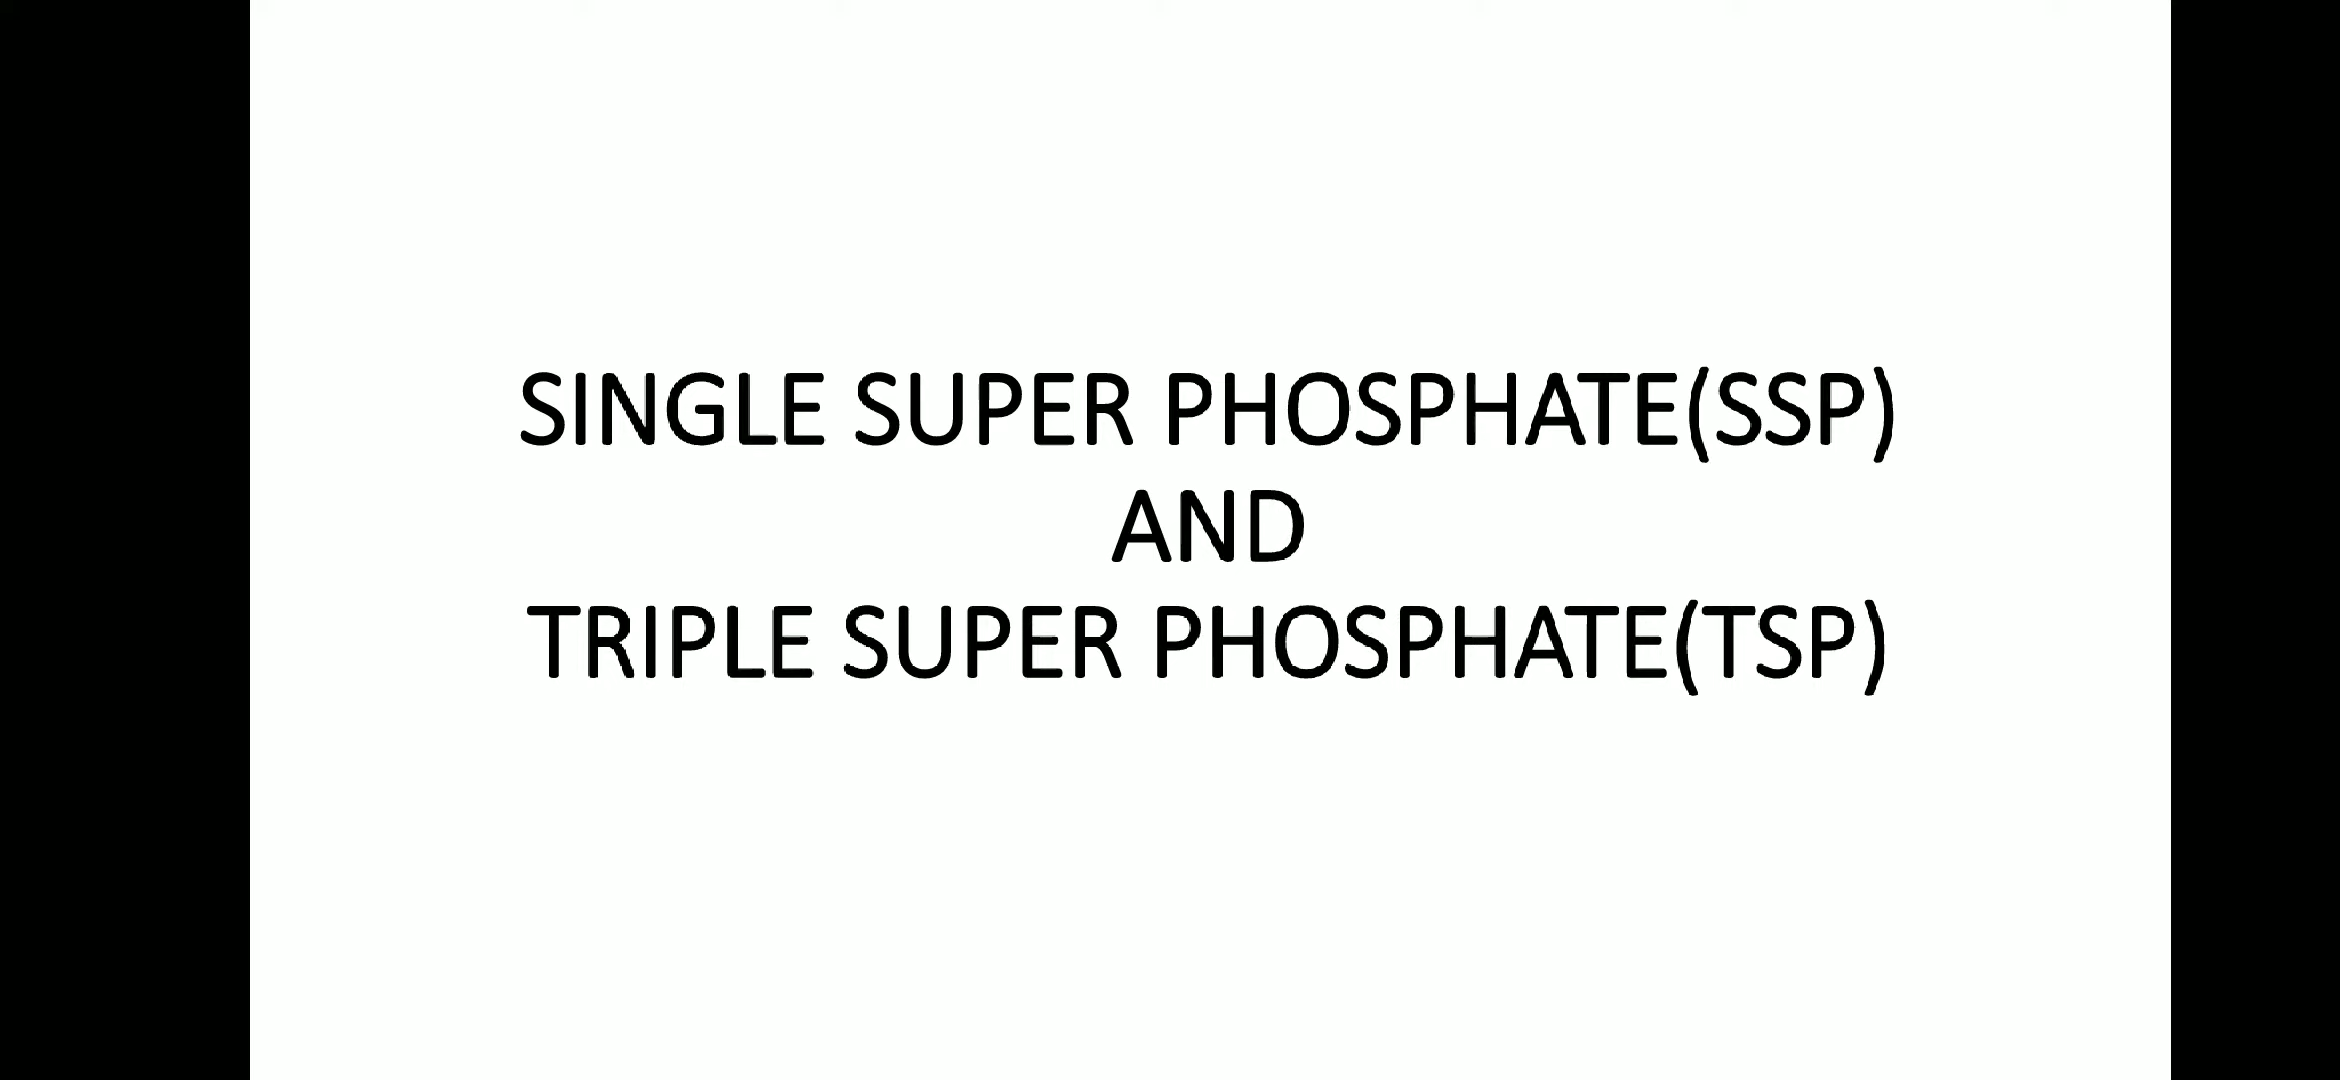 SINGLE SUPER PHOSPHATE(SSP)
AND
TRIPLE SUPER PHOSPHATE(TSP)